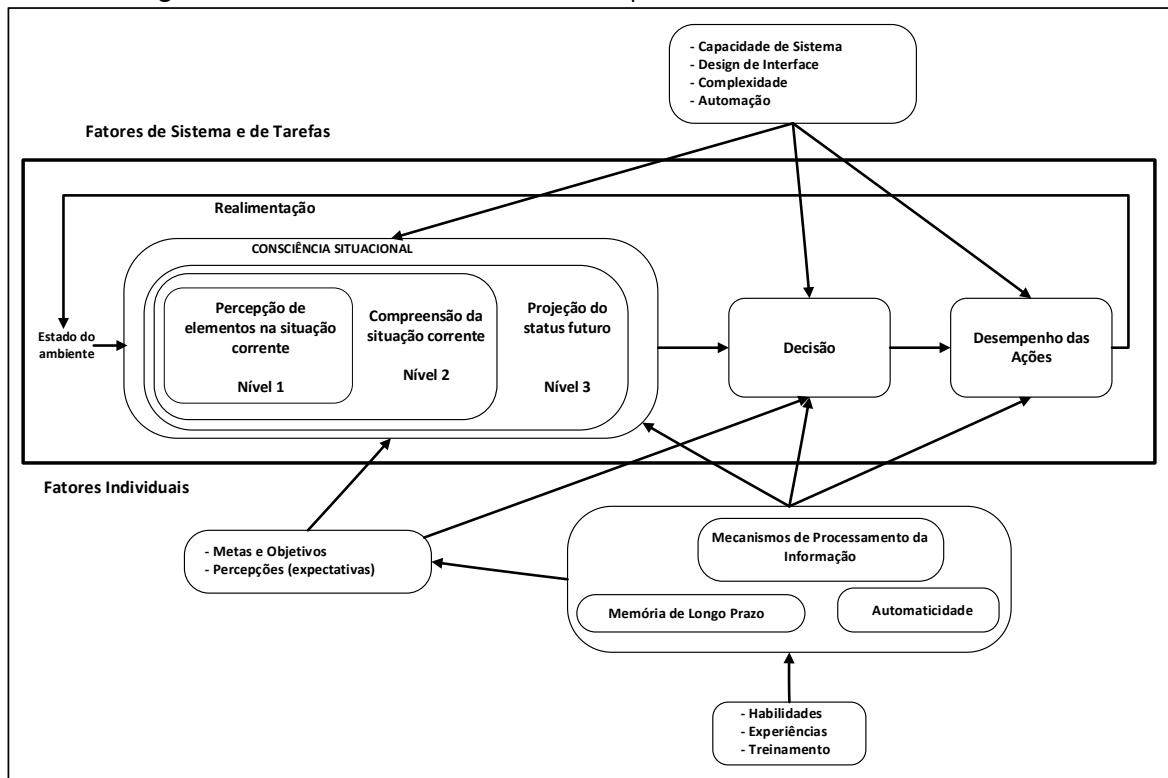 - Capacidade de Sistema
- Design de Interface
- Complexidade
- Automação
Fatores de Sistema e de Tarefas
Realimentação
CONSCIÊNCIA SITUACIONAL
Percepção de
elementos na situação
corrente
Nível 1
Compreensão da
situação corrente
Nível 2
Projeção do
status futuro
Nível 3
Estado do
ambiente
Decisão
Desempenho das
Ações
Fatores Individuais
- Metas e Objetivos
- Percepções (expectativas)
Mecanismos de Processamento da
Informação
Memória de Longo Prazo
Automaticidade
- Habilidades
- Experiências
- Treinamento